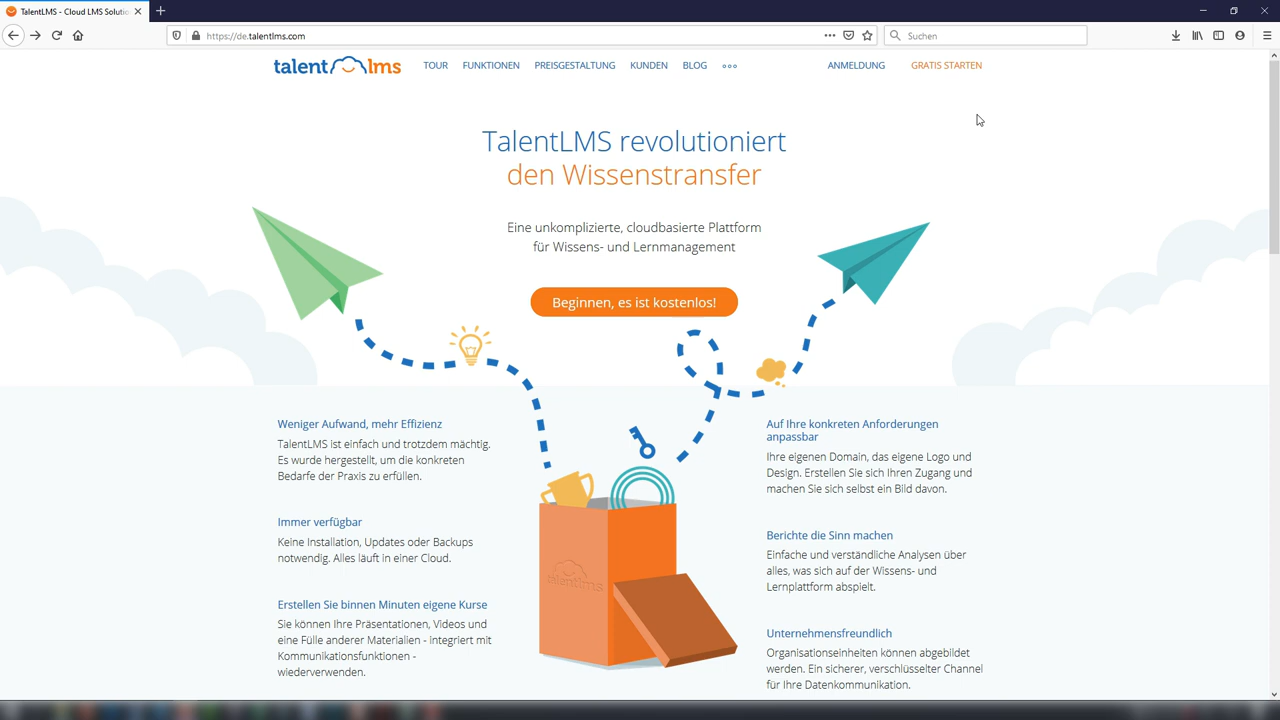 TalentLMS - Cloud LMS Solutio
https://de.talentlms.com
Suchen
talent lms
TOUR FUNKTIONEN PREISGESTALTUNG KUNDEN BLOG ANMELDUNG GRATIS STARTEN
TalentLMS revolutioniert
den Wissenstransfer
Eine unkomplizierte, cloudbasierte Plattform
für Wissens- und Lernmanagement
Beginnen, es ist kostenlos!
Weniger Aufwand, mehr Effizienz
TalentLMS ist einfach und trotzdem mächtig.
Es wurde hergestellt, um die konkreten
Bedarfe der Praxis zu erfüllen.
Immer verfügbar
Keine Installation, Updates oder Backups
notwendig. Alles läuft in einer Cloud.
Erstellen Sie binnen Minuten eigene Kurse
Sie können Ihre Präsentationen, Videos und
eine Fülle anderer Materialien - integriert mit
Kommunikationsfunktionen -
wiederverwenden.
talentlms
Auf Ihre konkreten Anforderungen
anpassbar
Ihre eigenen Domain, das eigene Logo und
Design. Erstellen Sie sich Ihren Zugang und
machen Sie sich selbst ein Bild davon.
Berichte die Sinn machen
Einfache und verständliche Analysen über
alles, was sich auf der Wissens- und
Lernplattform abspielt.
Unternehmensfreundlich
Organisationseinheiten können abgebildet
werden. Ein sicherer, verschlüsselter Channel
für Ihre Datenkommunikation.